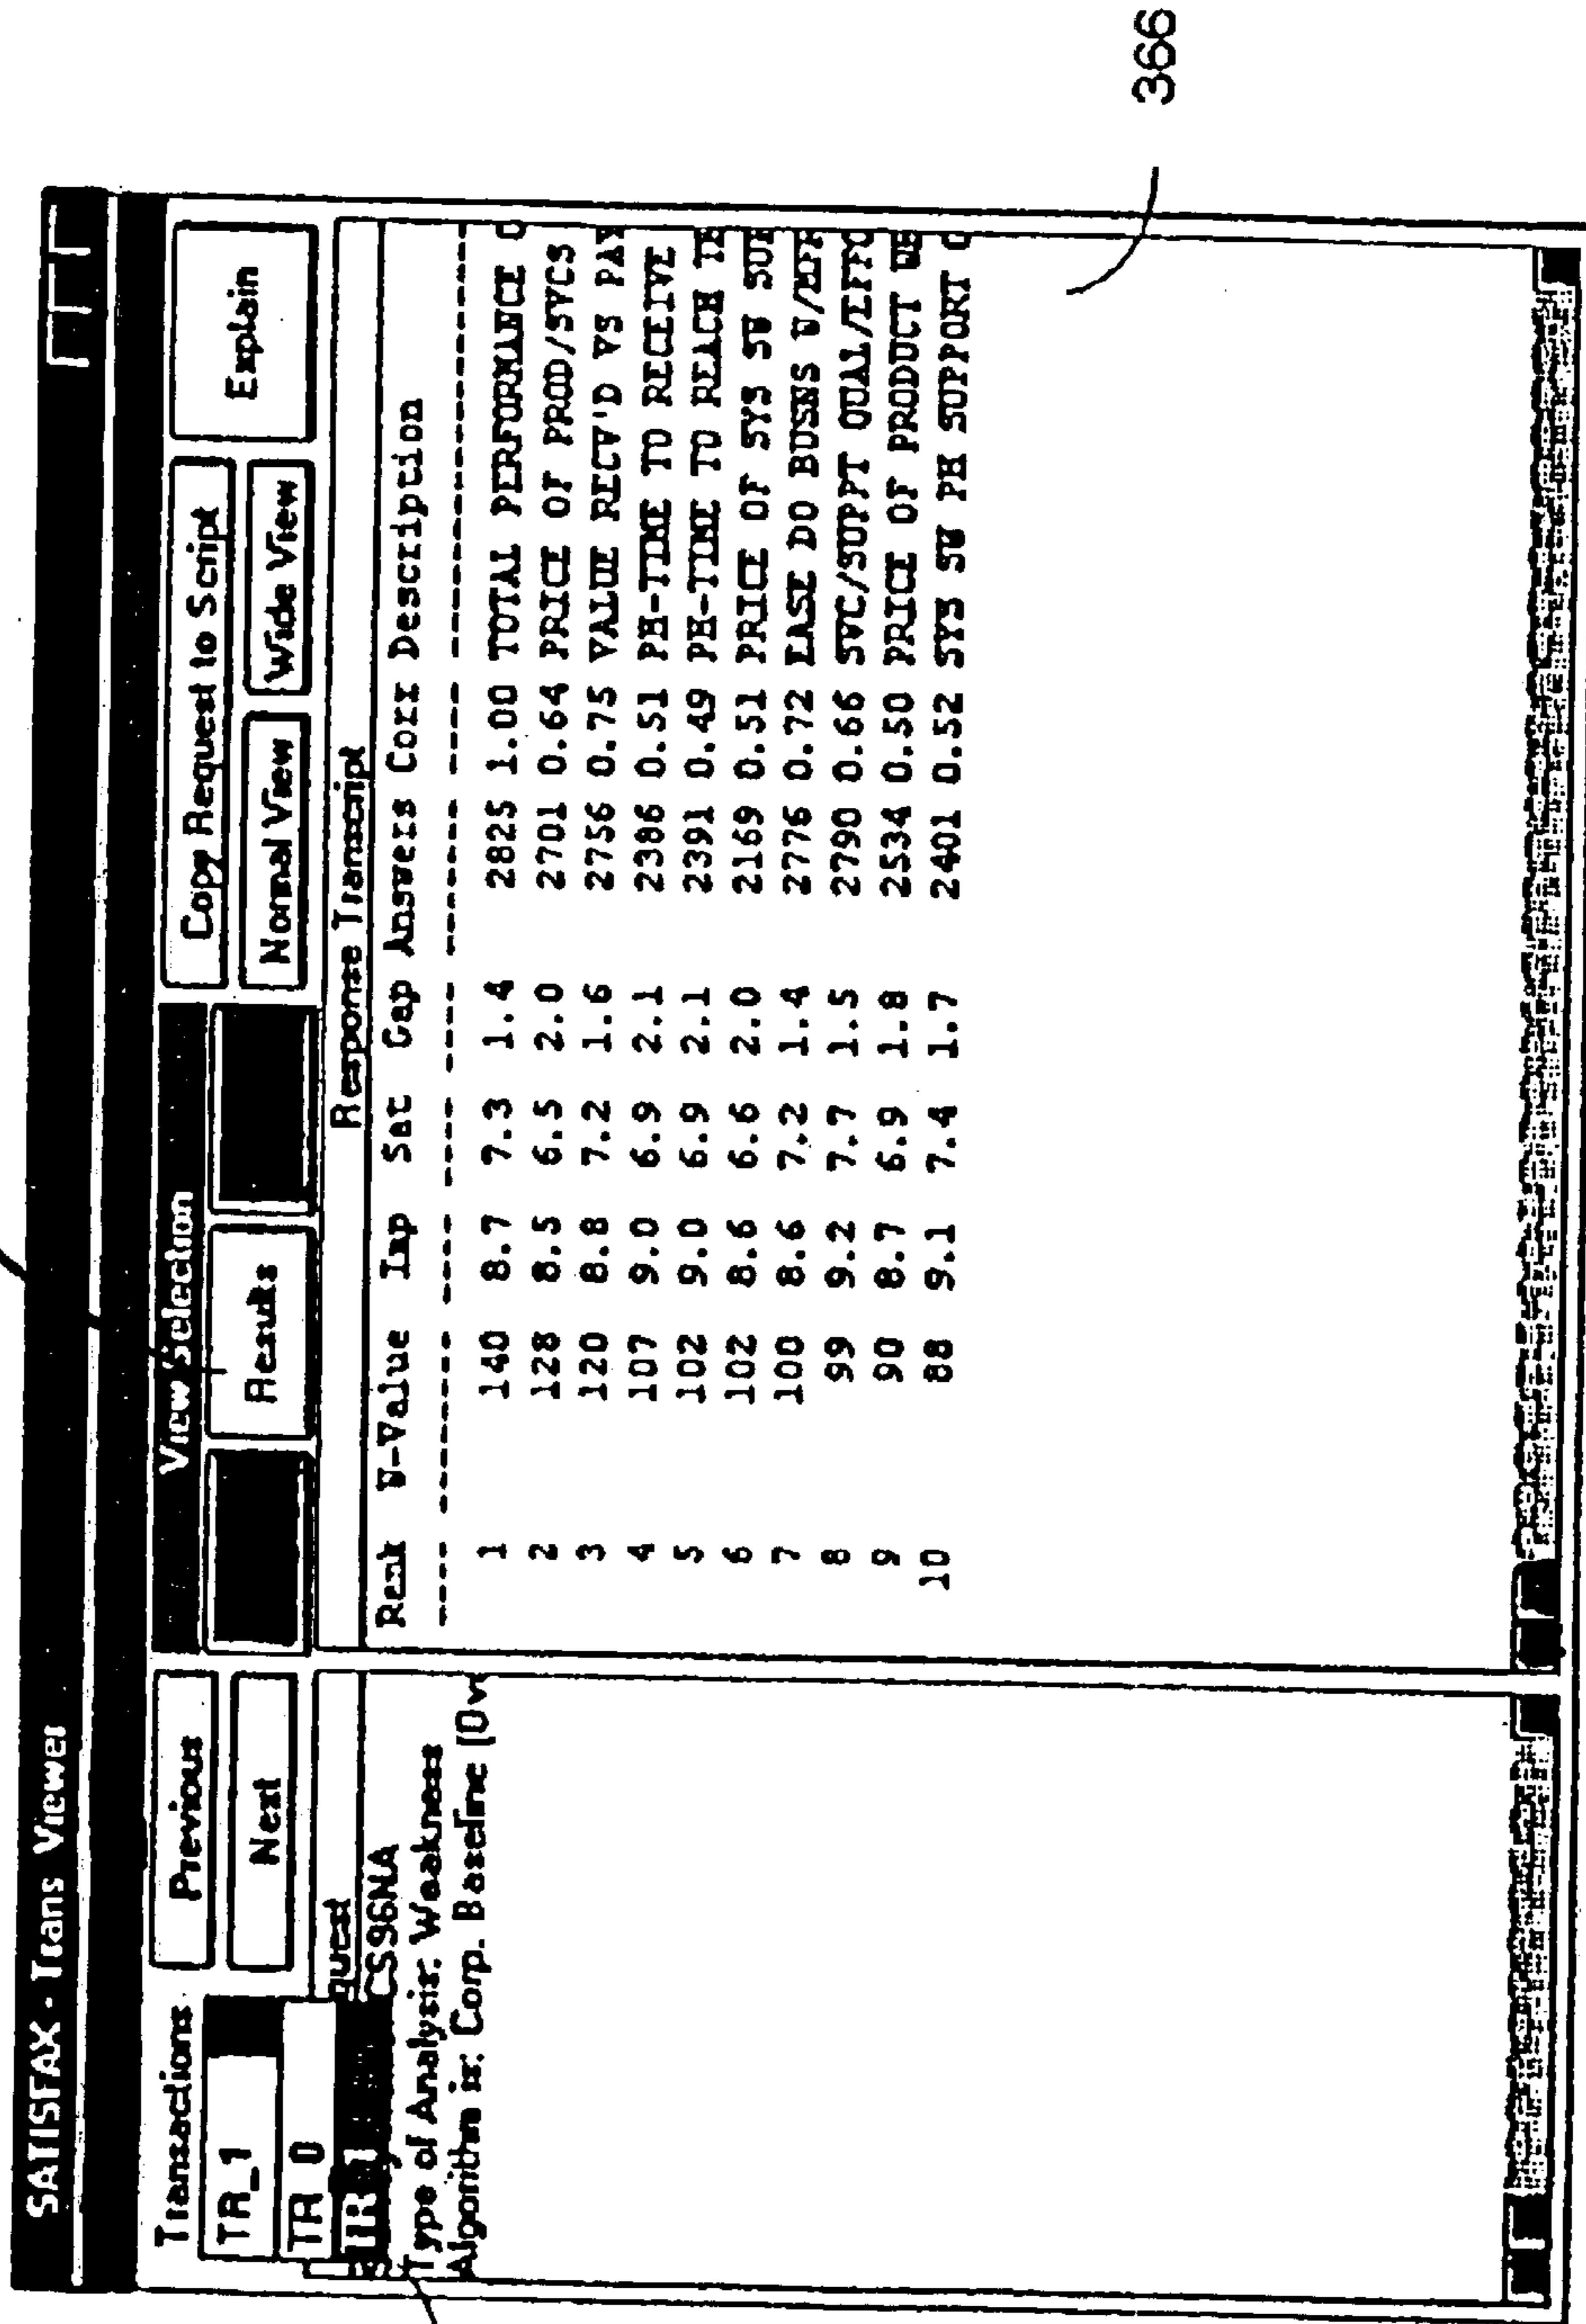 SATISFAX - Trans Viewer
Transactions
Previous
View Selection
Copy Request to Script
Explain
TR_1
Next
Results
Normal View
Wide View
TR_0
TR_1
quest
Response Transcript
CS96NA
Type of Analysis: Weakness
Algorithm is: Corp. Baseline (Ov
Rank W-Value Imp Sat Gap Answers Corr Description
---- ------- ---- ---- ---- ------- ---- -----------
1 140 8.7 7.3 1.4 2825 1.00 TOTAL PERFORMANCE O
2 128 8.5 6.5 2.0 2701 0.64 PRICE OF PROD/SVCS
3 120 8.8 7.2 1.6 2756 0.75 VALUE RECV'D VS PAY
4 107 9.0 6.9 2.1 2386 0.51 PH-TIME TO RECEIVE
5 102 9.0 6.9 2.1 2391 0.49 PH-TIME TO REACH TE
6 102 8.6 6.6 2.0 2169 0.51 PRICE OF SYS SW SUP
7 100 8.6 7.2 1.4 2776 0.72 EASE DO BUSNS W/MFR
8 99 9.2 7.7 1.5 2790 0.66 SVC/SUPPT QUAL/EFFC
9 90 8.7 6.9 1.8 2534 0.50 PRICE OF PRODUCT
10 88 9.1 7.4 1.7 2401 0.52 SYS SW PH SUPPORT O
366